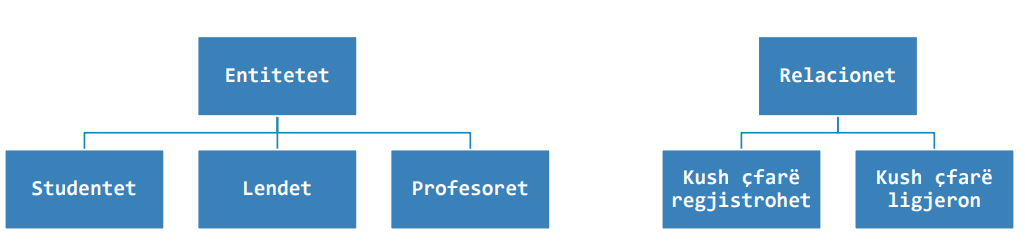 Entitetet
Relacionet
Studentet
Lendet
Profesoret
Kush çfarë
regjistrohet
Kush çfarë
ligjeron